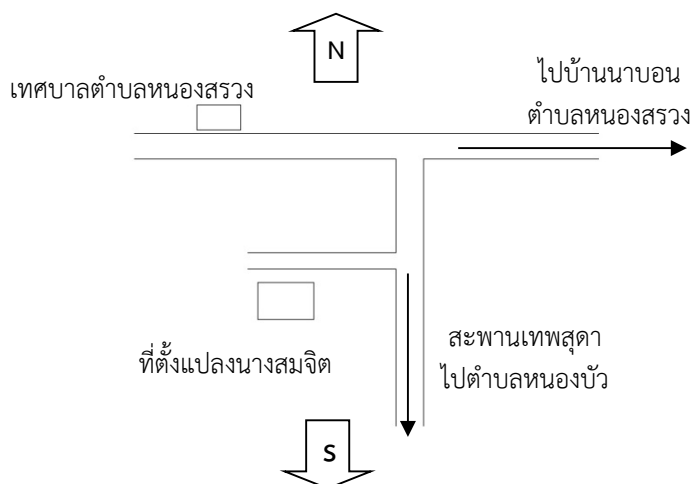 N
เทศบาลตำบลหนองสรวง
ไปบ้านนาบอน
ตำบลหนองสรวง
สะพานเทพสุดา
ไปตำบลหนองบัว
ที่ตั้งแปลงนางสมจิต
S